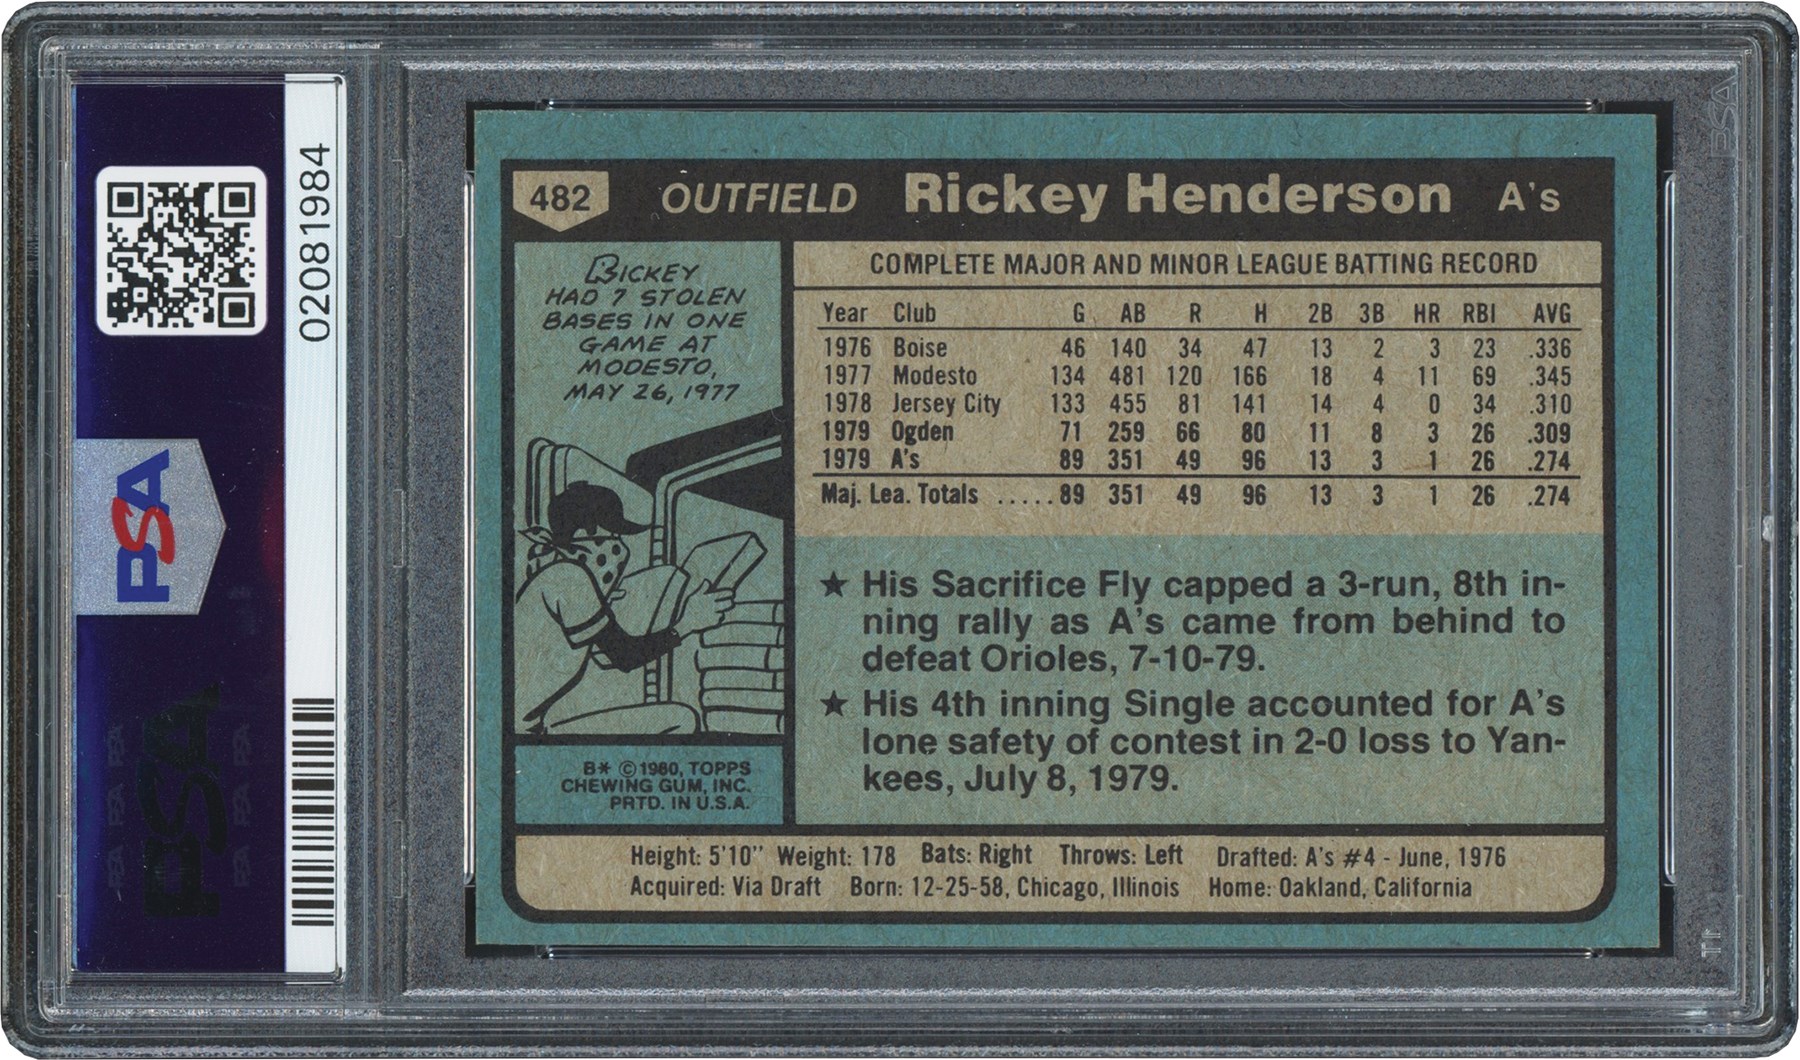 02081984
PSA
PSA
482 OUTFIELD Rickey Henderson A's
RICKEY
HAD 7 STOLEN
BASES IN ONE
GAME AT
MODESTO,
MAY 26, 1977
B* ©1980, TOPPS
CHEWING GUM, INC.
PRTD. IN U.S.A.
COMPLETE MAJOR AND MINOR LEAGUE BATTING RECORD
Year Club G AB R H 2B 3B HR RBI AVG
1976 Boise 46 140 34 47 13 2 3 23 .336
1977 Modesto 134 481 120 166 18 4 11 69 .345
1978 Jersey City 133 455 81 141 14 4 0 34 .310
1979 Ogden 71 259 66 80 11 8 3 26 .309
1979 A's 89 351 49 96 13 3 1 26 .274
Maj. Lea. Totals ..... 89 351 49 96 13 3 1 26 .274
★ His Sacrifice Fly capped a 3-run, 8th in-
ning rally as A's came from behind to
defeat Orioles, 7-10-79.
★ His 4th inning Single accounted for A's
lone safety of contest in 2-0 loss to Yan-
kees, July 8, 1979.
Height: 5'10" Weight: 178 Bats: Right Throws: Left Drafted: A's #4 - June, 1976
Acquired: Via Draft Born: 12-25-58, Chicago, Illinois Home: Oakland, California